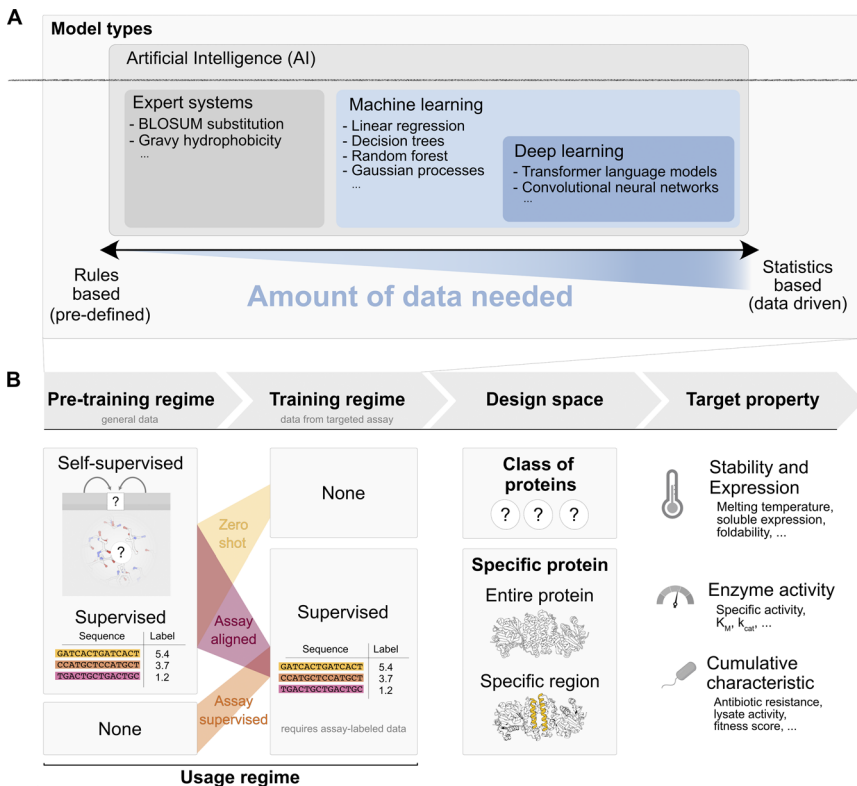 A
Model types
Artificial Intelligence (AI)
Expert systems
- BLOSUM substitution
- Gravy hydrophobicity
...
Machine learning
- Linear regression
- Decision trees
- Random forest
- Gaussian processes
...
Deep learning
- Transformer language models
- Convolutional neural networks
...
Rules
based
(pre-defined)
Amount of data needed
Statistics
based
(data driven)
B
Pre-training regime
general data
Training regime
data from targeted assay
Design space
Target property
Self-supervised
?
?
Supervised
Sequence Label
GATCACTGATCACT 5.4
CCATGCTCCATGCT 3.7
TGACTGCTGACTGC 1.2
None
Zero
shot
Assay
aligned
Assay
supervised
None
Supervised
Sequence Label
GATCACTGATCACT 5.4
CCATGCTCCATGCT 3.7
TGACTGCTGACTGC 1.2
requires assay-labeled data
Usage regime
Class of
proteins
? ? ?
Specific protein
Entire protein
Specific region
Stability and
Expression
Melting temperature,
soluble expression,
foldability, ...
Enzyme activity
Specific activity,
K_M, k_cat, ...
Cumulative
characteristic
Antibiotic resistance,
lysate activity,
fitness score, ...